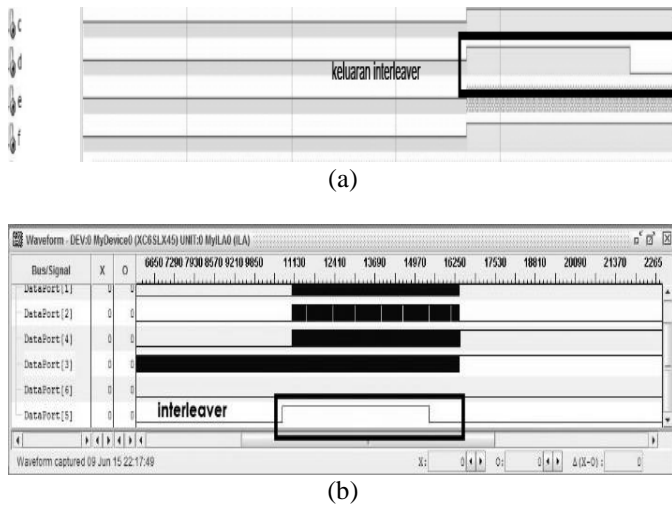 c
d
keluaran interleaver
e
f
(a)
Waveform - DEV:0 MyDevice0 (XC6SLX45) UNIT:0 MyILA0 (ILA)
Bus/Signal X O 6650 7290 7930 8570 9210 9850 11130 12410 13690 14970 16250 17530 18810 20090 21370 2265
DataPort[1] 0 0
DataPort[2] 0 0
DataPort[4] 0 0
DataPort[3] 0 0
DataPort[6] 0 0
DataPort[5] 0 0 interleaver
Waveform captured 09 Jun 15 22:17:49 X: 0 O: 0 Δ(X-O): 0
(b)